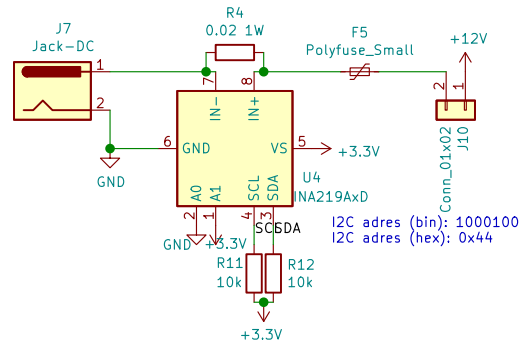 J7
Jack-DC
1
2
GND
R4
0.02 1W
F5
Polyfuse_Small
+12V
2
1
Conn_01x02
J10
7
8
IN-
IN+
6
GND
VS
5
+3.3V
U4
INA219AxD
A0
A1
SCL
SDA
2
1
4
3
GND
+3.3V
SCL
SDA
I2C adres (bin): 1000100
I2C adres (hex): 0x44
R11
10k
R12
10k
+3.3V